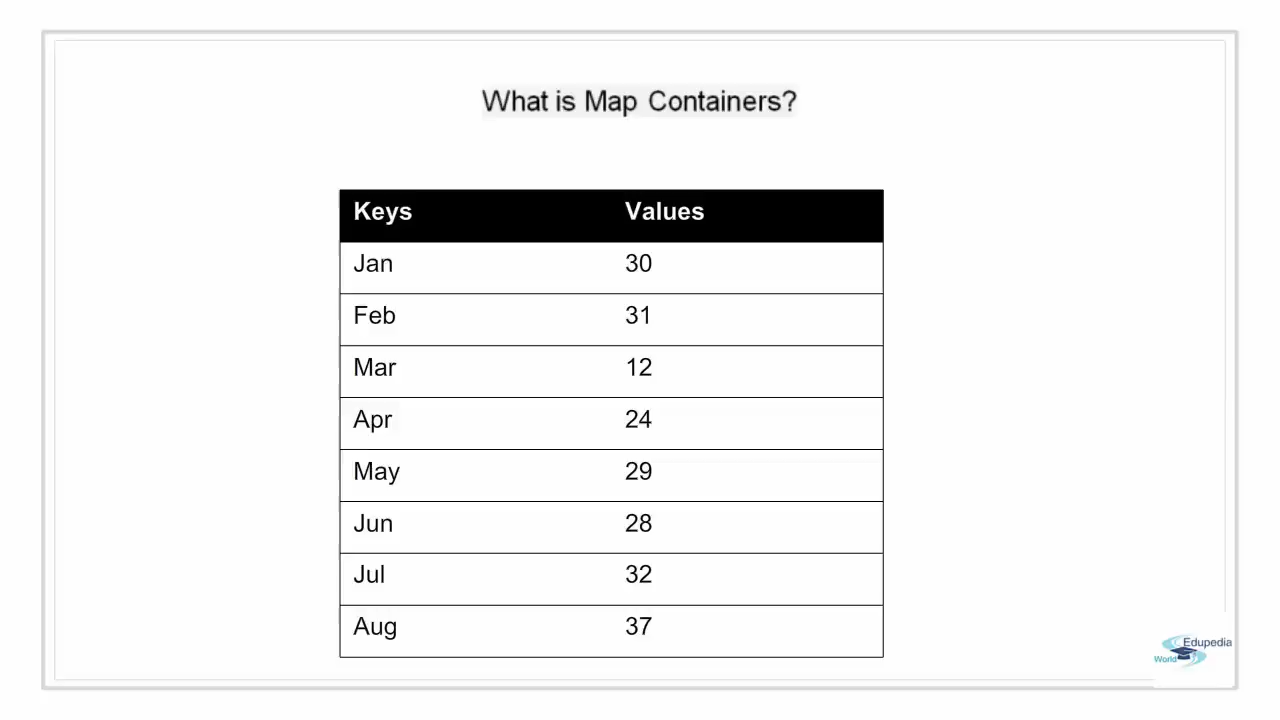 What is Map Containers?
Keys Values
Jan 30
Feb 31
Mar 12
Apr 24
May 29
Jun 28
Jul 32
Aug 37
Edupedia
World